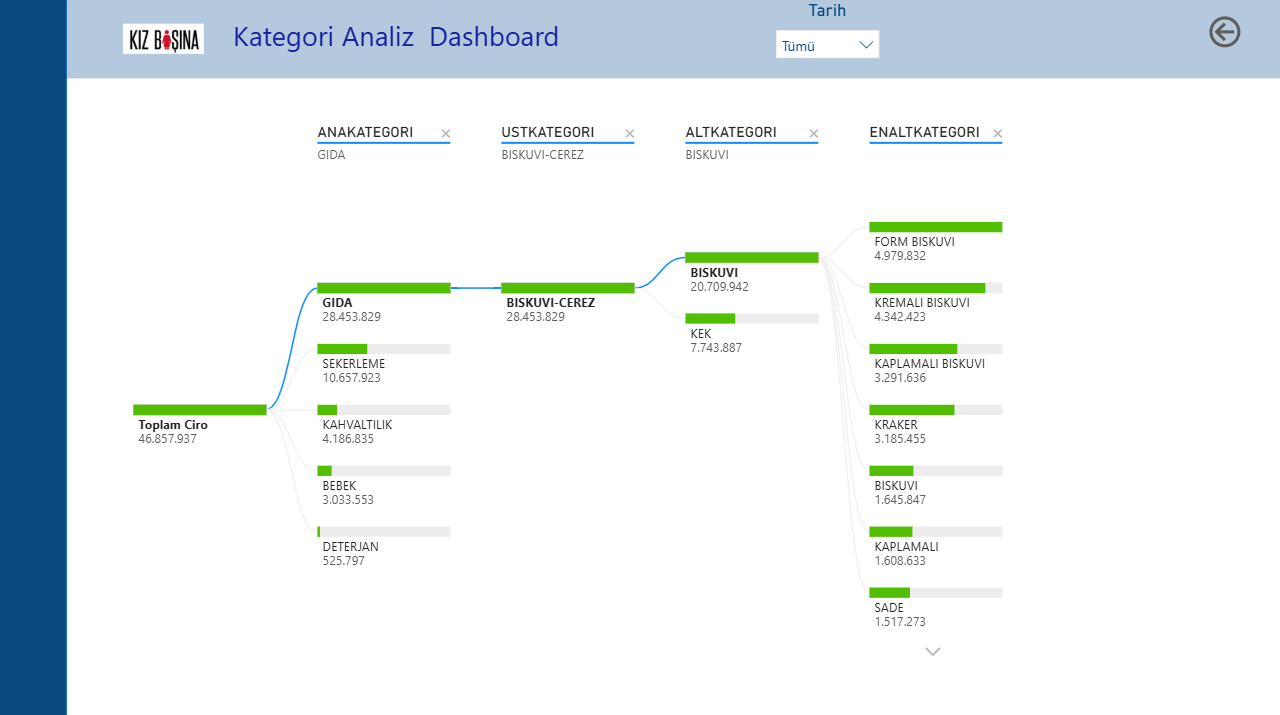 Tarih
KIZ BAŞINA
Kategori Analiz Dashboard
Tümü
ANAKATEGORI
USTKATEGORI
ALTKATEGORI
ENALTKATEGORI
GIDA
BISKUVI-CEREZ
BISKUVI
Toplam Ciro
46.857.937
GIDA
28.453.829
SEKERLEME
10.657.923
KAHVALTILIK
4.186.835
BEBEK
3.033.553
DETERJAN
525.797
BISKUVI-CEREZ
28.453.829
BISKUVI
20.709.942
KEK
7.743.887
FORM BISKUVI
4.979.832
KREMALI BISKUVI
4.342.423
KAPLAMALI BISKUVI
3.291.636
KRAKER
3.185.455
BISKUVI
1.645.847
KAPLAMALI
1.608.633
SADE
1.517.273